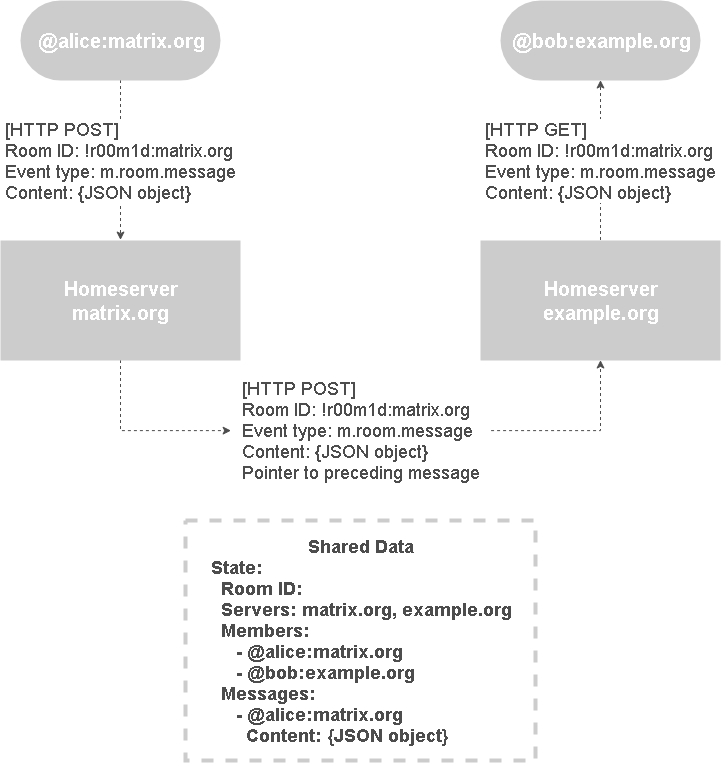 @alice:matrix.org
@bob:example.org
[HTTP POST]
Room ID: !r00m1d:matrix.org
Event type: m.room.message
Content: {JSON object}
[HTTP GET]
Room ID: !r00m1d:matrix.org
Event type: m.room.message
Content: {JSON object}
Homeserver
matrix.org
Homeserver
example.org
[HTTP POST]
Room ID: !r00m1d:matrix.org
Event type: m.room.message
Content: {JSON object}
Pointer to preceding message
Shared Data
State:
Room ID:
Servers: matrix.org, example.org
Members:
- @alice:matrix.org
- @bob:example.org
Messages:
- @alice:matrix.org
Content: {JSON object}